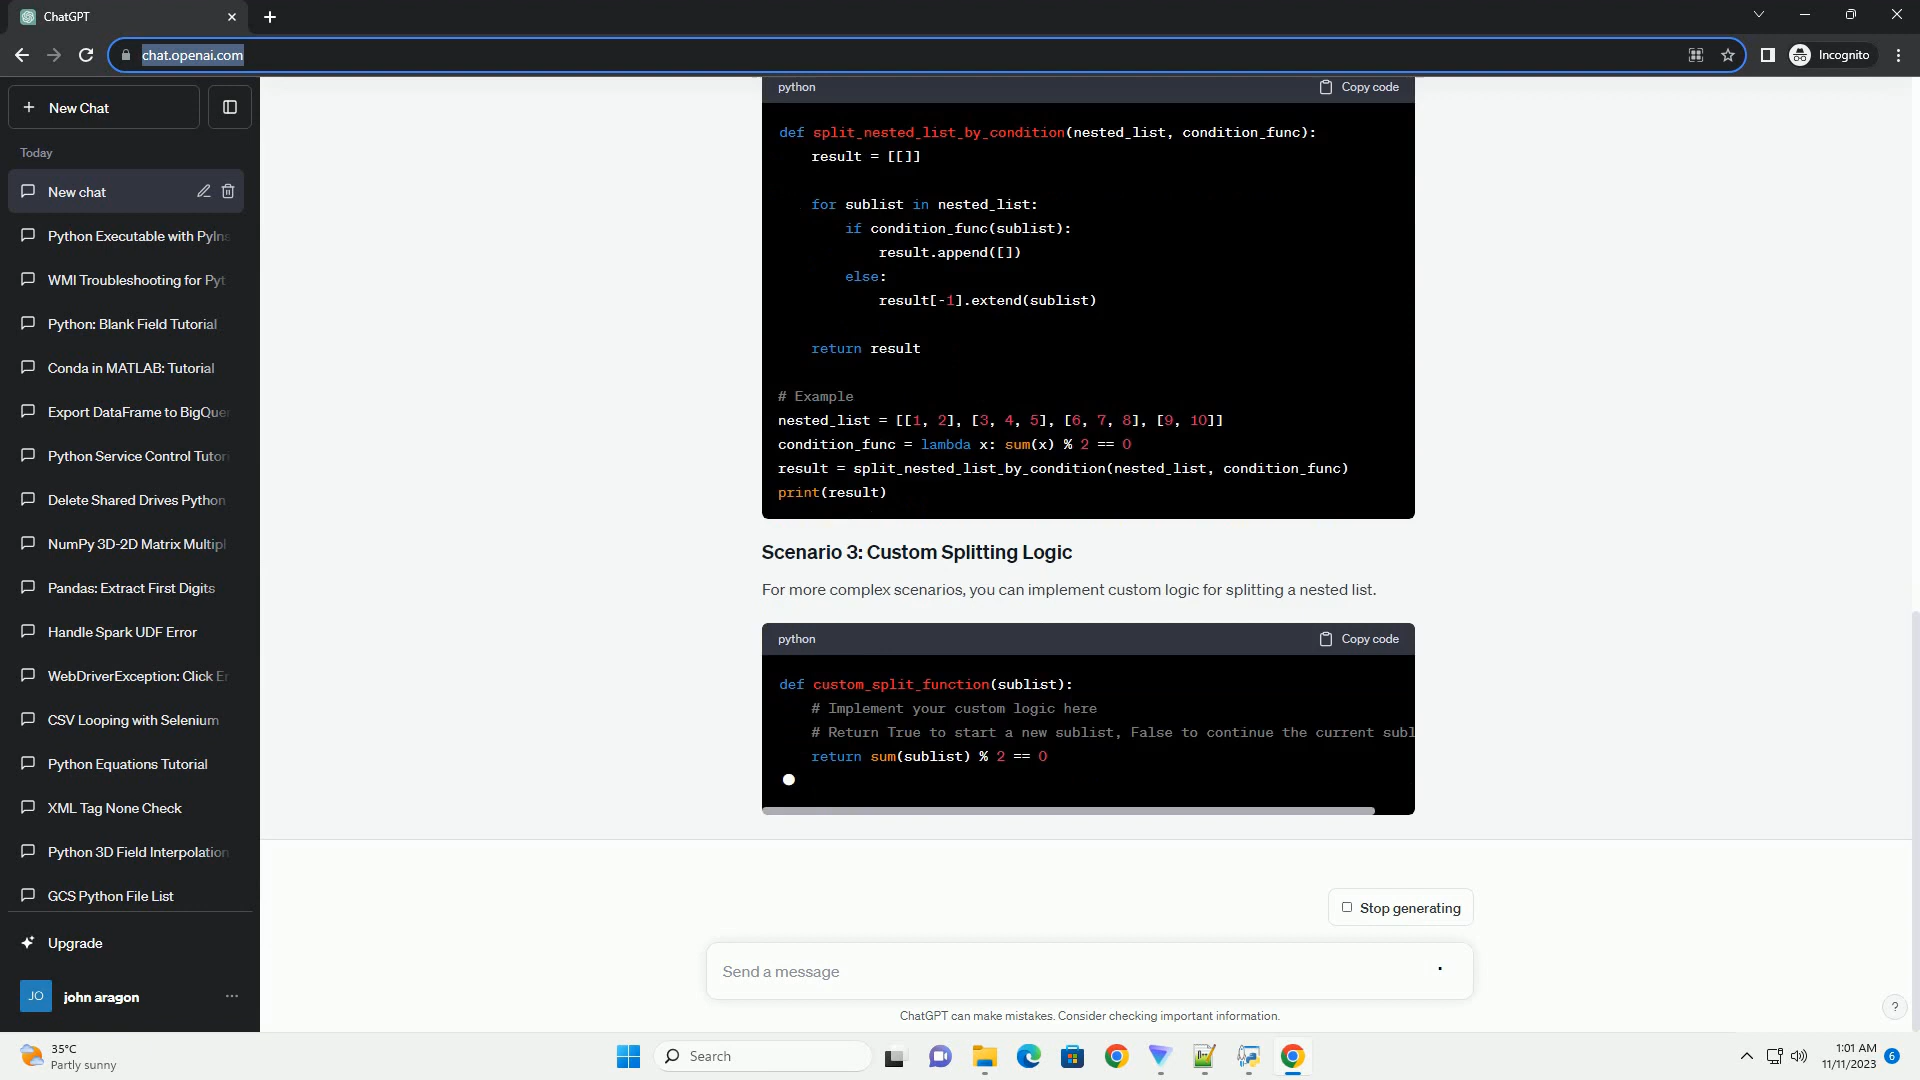 ChatGPT
chat.openai.com
Incognito
New Chat
Today
New chat
Python Executable with PyIns
WMI Troubleshooting for Pyt
Python: Blank Field Tutorial
Conda in MATLAB: Tutorial
Export DataFrame to BigQue
Python Service Control Tutor
Delete Shared Drives Python
NumPy 3D-2D Matrix Multipl
Pandas: Extract First Digits
Handle Spark UDF Error
WebDriverException: Click Er
CSV Looping with Selenium
Python Equations Tutorial
XML Tag None Check
Python 3D Field Interpolation
GCS Python File List
Upgrade
JO john aragon
python Copy code
def split_nested_list_by_condition(nested_list, condition_func):
result = [[]]
for sublist in nested_list:
if condition_func(sublist):
result.append([])
else:
result[-1].extend(sublist)
return result
# Example
nested_list = [[1, 2], [3, 4, 5], [6, 7, 8], [9, 10]]
condition_func = lambda x: sum(x) % 2 == 0
result = split_nested_list_by_condition(nested_list, condition_func)
print(result)
Scenario 3: Custom Splitting Logic
For more complex scenarios, you can implement custom logic for splitting a nested list.
python Copy code
def custom_split_function(sublist):
# Implement your custom logic here
# Return True to start a new sublist, False to continue the current subl
return sum(sublist) % 2 == 0
Stop generating
Send a message
ChatGPT can make mistakes. Consider checking important information.
?
35°C
Partly sunny
Search
1:01 AM
11/11/2023
6